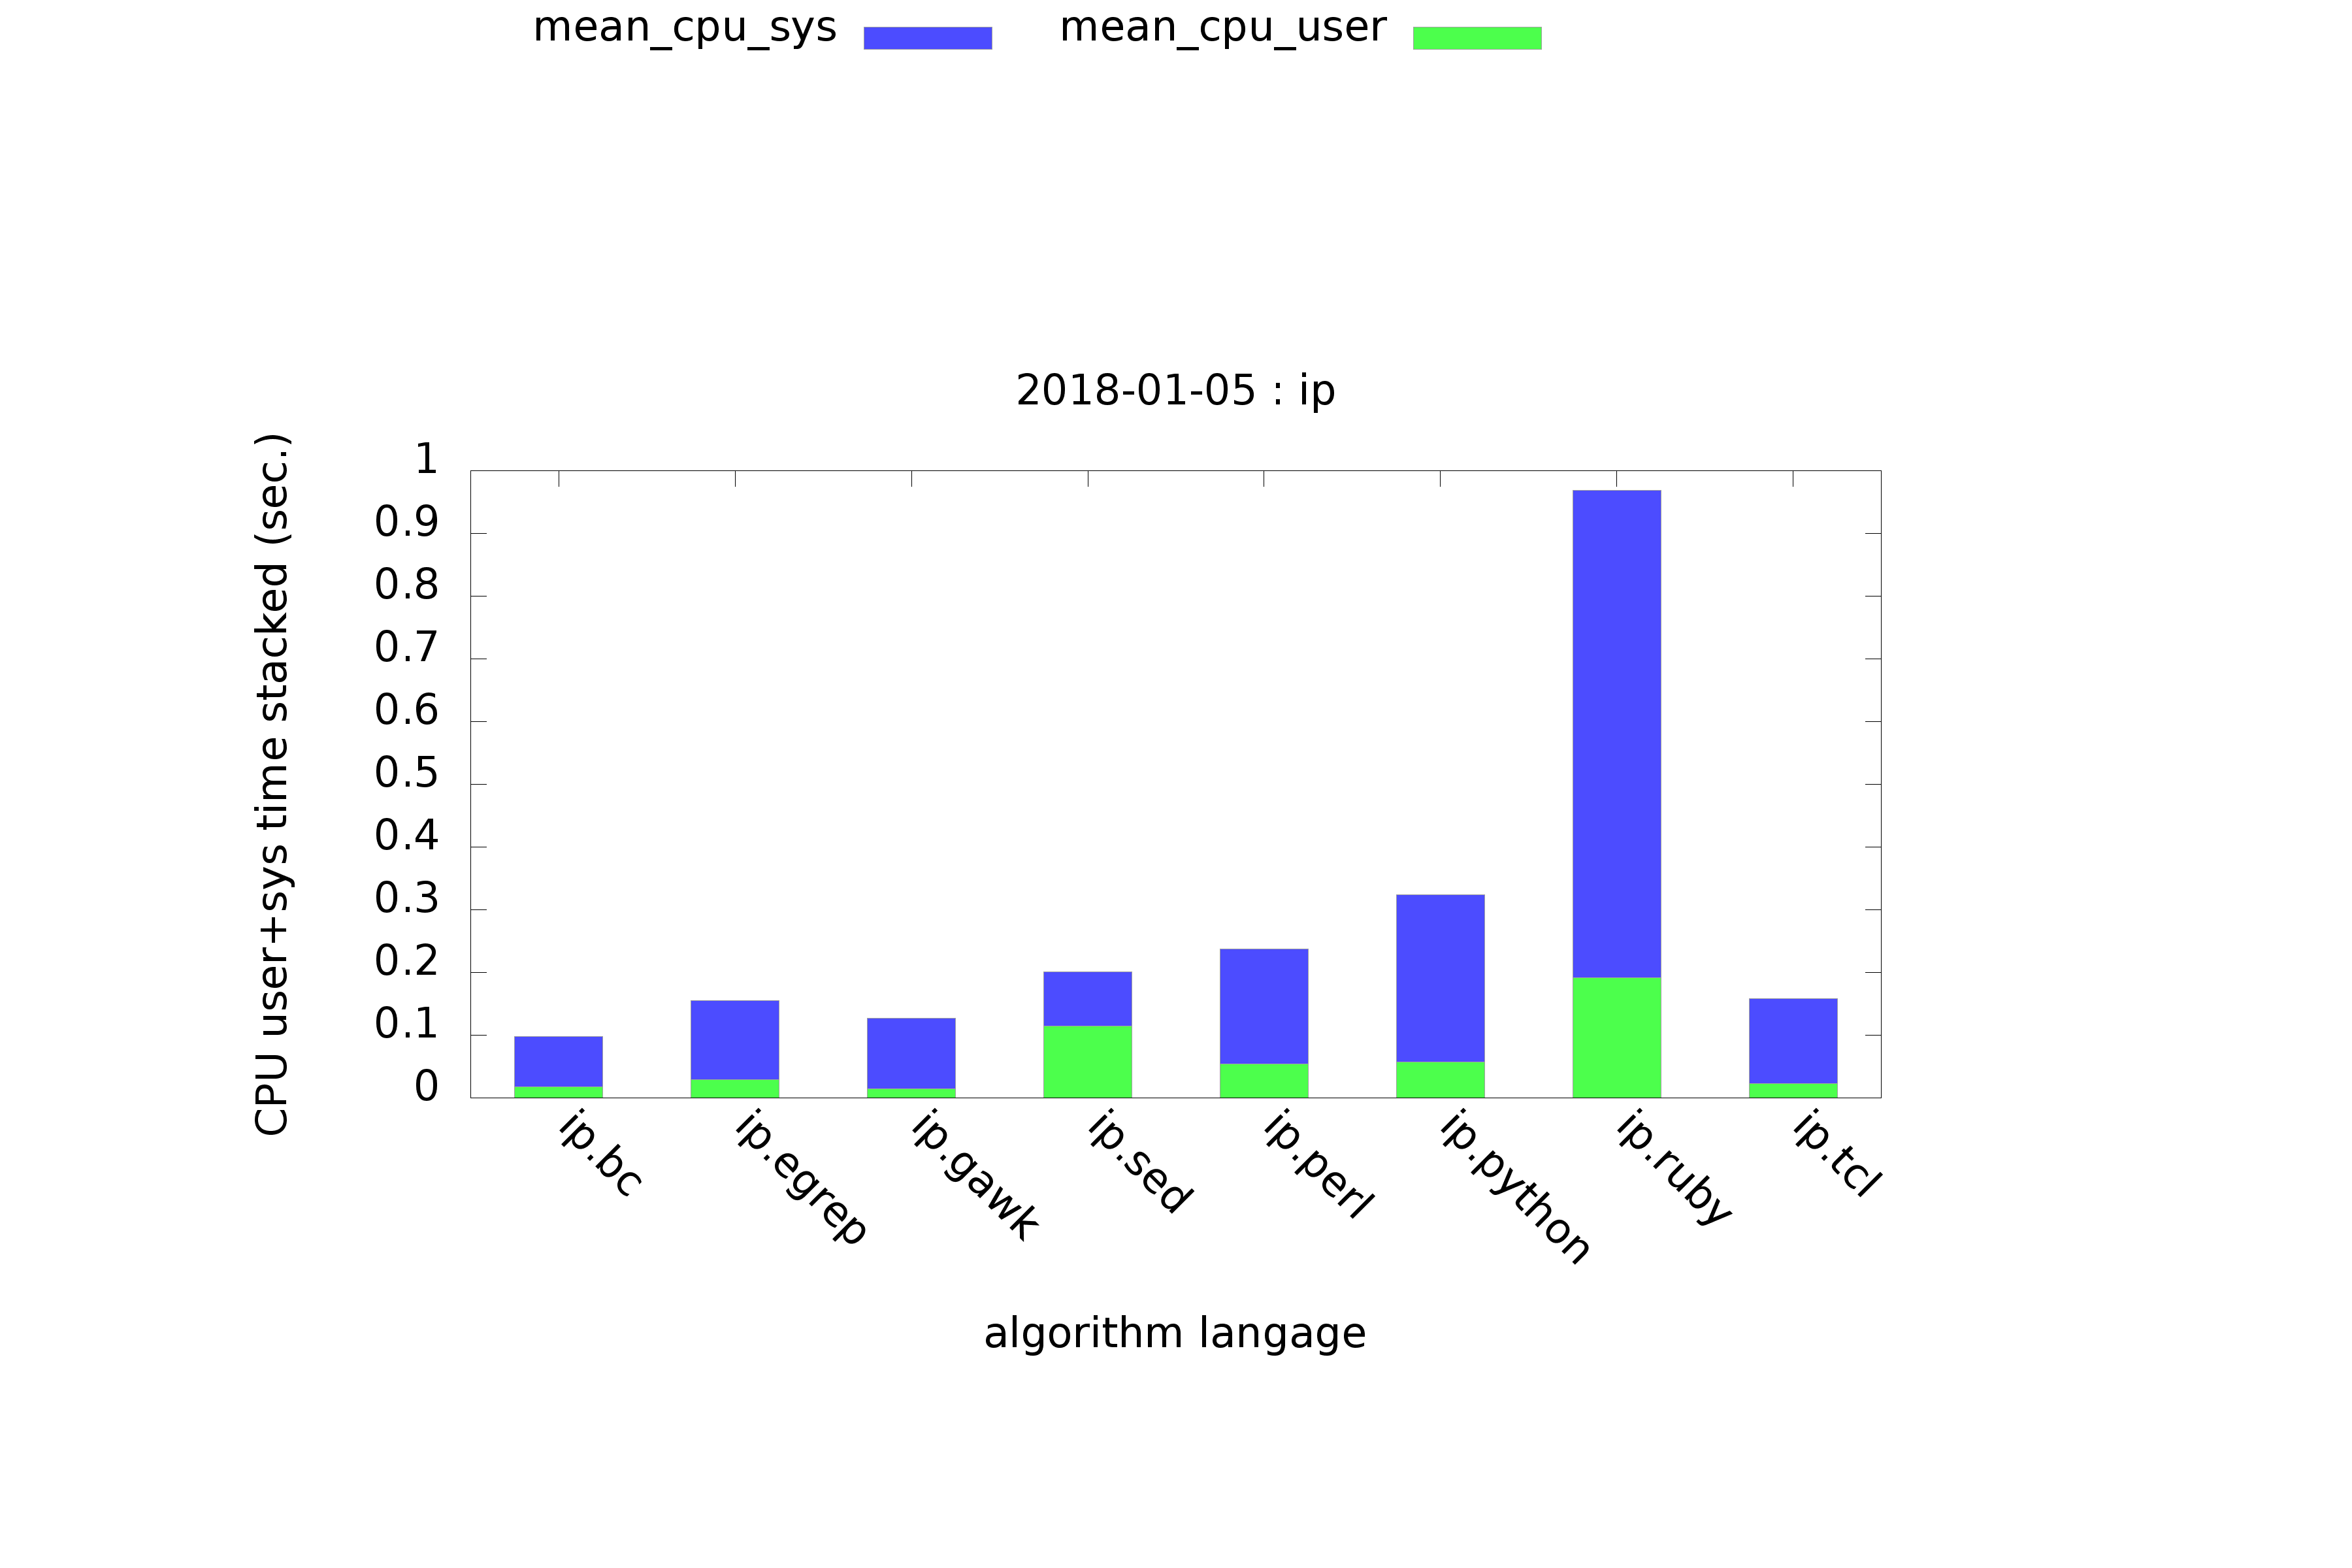 mean_cpu_sys mean_cpu_user
2018-01-05 : ip
CPU user+sys time stacked (sec.)
1
0.9
0.8
0.7
0.6
0.5
0.4
0.3
0.2
0.1
0
ip.bc
ip.egrep
ip.gawk
ip.sed
ip.perl
ip.python
ip.ruby
ip.tcl
algorithm langage